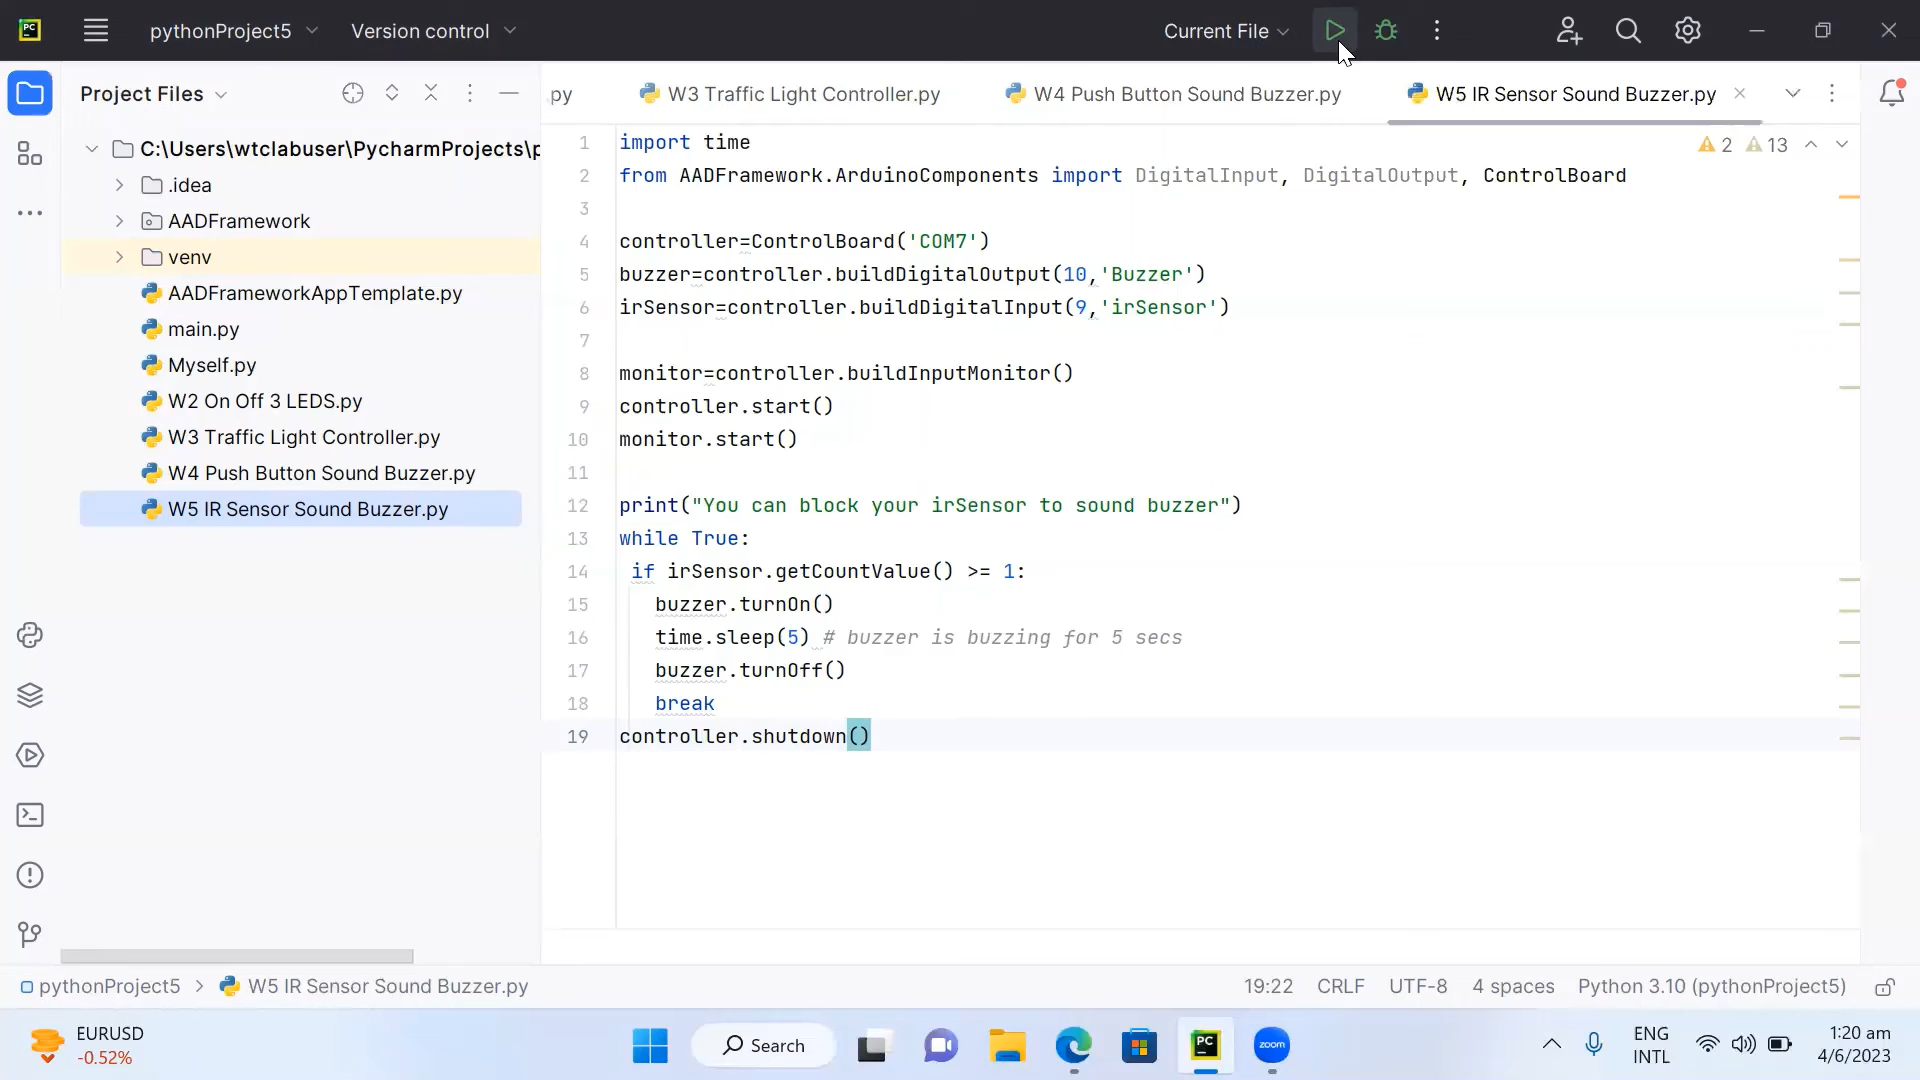 PC
pythonProject5
Version control
Current File
Project Files
py
W3 Traffic Light Controller.py
W4 Push Button Sound Buzzer.py
W5 IR Sensor Sound Buzzer.py
C:\Users\wtclabuser\PycharmProjects\p
.idea
AADFramework
venv
AADFrameworkAppTemplate.py
main.py
Myself.py
W2 On Off 3 LEDS.py
W3 Traffic Light Controller.py
W4 Push Button Sound Buzzer.py
W5 IR Sensor Sound Buzzer.py
2 13
1 import time
2 from AADFramework.ArduinoComponents import DigitalInput, DigitalOutput, ControlBoard
3
4 controller=ControlBoard('COM7')
5 buzzer=controller.buildDigitalOutput(10,'Buzzer')
6 irSensor=controller.buildDigitalInput(9,'irSensor')
7
8 monitor=controller.buildInputMonitor()
9 controller.start()
10 monitor.start()
11
12 print("You can block your irSensor to sound buzzer")
13 while True:
14 if irSensor.getCountValue() >= 1:
15 buzzer.turnOn()
16 time.sleep(5) # buzzer is buzzing for 5 secs
17 buzzer.turnOff()
18 break
19 controller.shutdown()
pythonProject5 > W5 IR Sensor Sound Buzzer.py
19:22 CRLF UTF-8 4 spaces Python 3.10 (pythonProject5)
EURUSD
-0.52%
Search
PC
zoom
ENG
INTL
1:20 am
4/6/2023